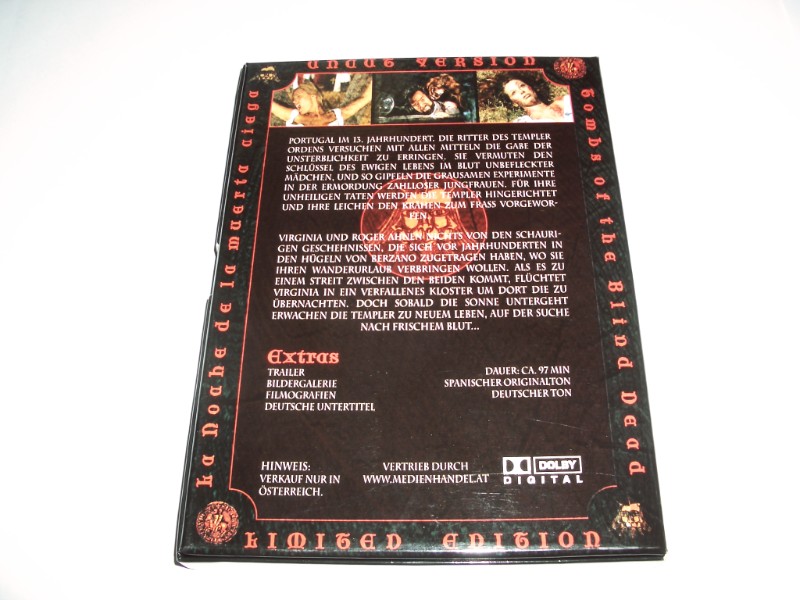 UNCUT VERSION
La Noche de la muerta ciega
Tombs of the Blind Dead
PORTUGAL IM 13. JAHRHUNDERT. DIE RITTER DES TEMPLER
ORDENS VERSUCHEN MIT ALLEN MITTELN DIE GABE DER
UNSTERBLICHKEIT ZU ERRINGEN. SIE VERMUTEN DEN
SCHLÜSSEL DES EWIGEN LEBENS IM BLUT UNBEFLECKTER
MÄDCHEN, UND SO GIPFELN DIE GRAUSAMEN EXPERIMENTE
IN DER ERMORDUNG ZAHLLOSER JUNGFRAUEN. FÜR IHRE
UNHEILIGEN TATEN WERDEN DIE TEMPLER HINGERICHTET
UND IHRE LEICHEN DEN KRÄHEN ZUM FRASS VORGEWOR-
FEN.
VIRGINIA UND ROGER AHNEN NICHTS VON DEN SCHAURI-
GEN GESCHEHNISSEN, DIE SICH VOR JAHRHUNDERTEN IN
DEN HÜGELN VON BERZANO ZUGETRAGEN HABEN, WO SIE
IHREN WANDERURLAUB VERBRINGEN WOLLEN. ALS ES ZU
EINEM STREIT ZWISCHEN DEN BEIDEN KOMMT, FLÜCHTET
VIRGINIA IN EIN VERFALLENES KLOSTER UM DORT DIE ZU
ÜBERNACHTEN. DOCH SOBALD DIE SONNE UNTERGEHT
ERWACHEN DIE TEMPLER ZU NEUEM LEBEN, AUF DER SUCHE
NACH FRISCHEM BLUT...
Extras
TRAILER
BILDERGALERIE
FILMOGRAFIEN
DEUTSCHE UNTERTITEL
DAUER: CA. 97 MIN
SPANISCHER ORIGINALTON
DEUTSCHER TON
HINWEIS:
VERKAUF NUR IN
ÖSTERREICH.
VERTRIEB DURCH
WWW.MEDIENHANDEL.AT
DOLBY
DIGITAL
LIMITED EDITION